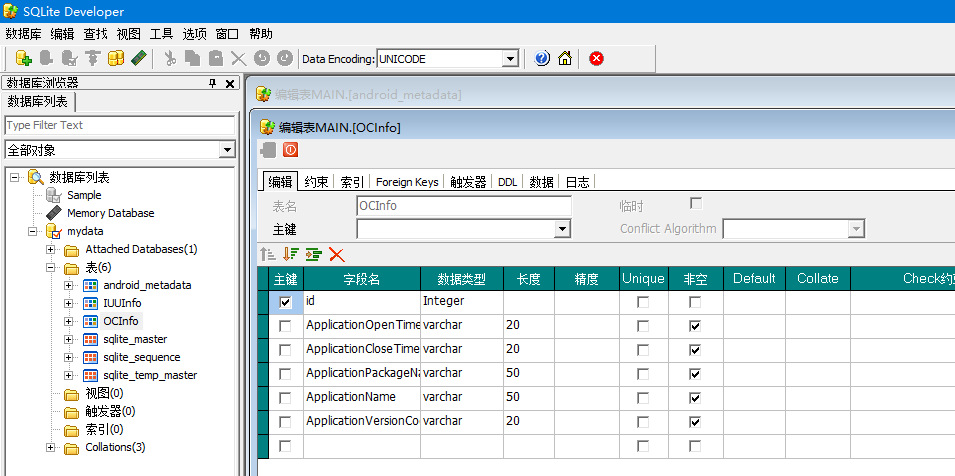 SQLite Developer
数据库 编辑 查找 视图 工具 选项 窗口 帮助
Data Encoding: UNICODE
数据库浏览器
数据库列表
Type Filter Text
全部对象
数据库列表
Sample
Memory Database
mydata
Attached Databases(1)
表(6)
android_metadata
IUUInfo
OCInfo
sqlite_master
sqlite_sequence
sqlite_temp_master
视图(0)
触发器(0)
索引(0)
Collations(3)
编辑表MAIN.[android_metadata]
编辑表MAIN.[OCInfo]
编辑 约束 索引 Foreign Keys 触发器 DDL 数据 日志
表名 OCInfo 临时
主键 Conflict Algorithm
主键 字段名 数据类型 长度 精度 Unique 非空 Default Collate Check约束
id Integer
ApplicationOpenTime varchar 20
ApplicationCloseTime varchar 20
ApplicationPackageNa varchar 50
ApplicationName varchar 50
ApplicationVersionCo varchar 20